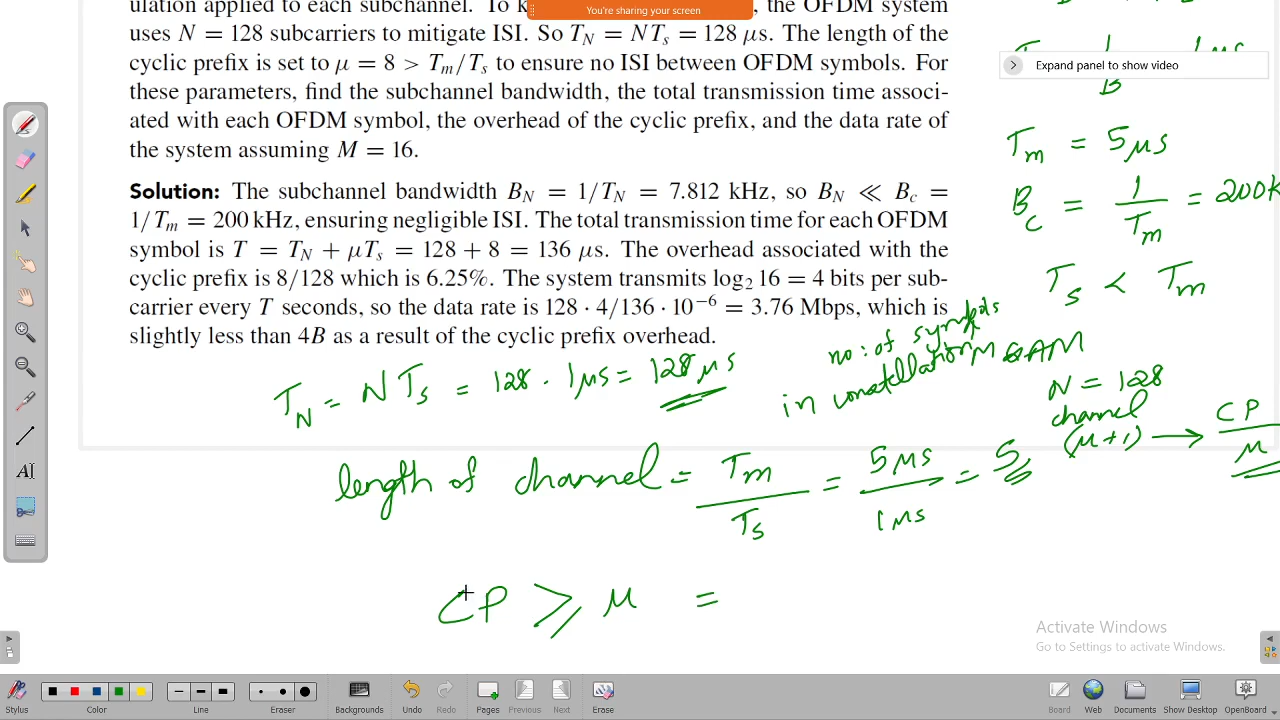 ulation applied to each subchannel. To k
You're sharing your screen
, the OFDM system
uses N = 128 subcarriers to mitigate ISI. So T_N = NT_s = 128 μs. The length of the
cyclic prefix is set to μ = 8 > T_m/T_s to ensure no ISI between OFDM symbols. For
these parameters, find the subchannel bandwidth, the total transmission time associ-
ated with each OFDM symbol, the overhead of the cyclic prefix, and the data rate of
the system assuming M = 16.
Solution: The subchannel bandwidth B_N = 1/T_N = 7.812 kHz, so B_N ≪ B_c =
1/T_m = 200 kHz, ensuring negligible ISI. The total transmission time for each OFDM
symbol is T = T_N + μT_s = 128 + 8 = 136 μs. The overhead associated with the
cyclic prefix is 8/128 which is 6.25%. The system transmits log₂ 16 = 4 bits per sub-
carrier every T seconds, so the data rate is 128 · 4/136 · 10⁻⁶ = 3.76 Mbps, which is
slightly less than 4B as a result of the cyclic prefix overhead.
Expand panel to show video
B
T_m = 5μs
B_c = 1/T_m = 200K
T_s < T_m
no: of symbols
in constellation M QAM
N = 128
channel
(μ+1) → CP
μ
T_N = N T_s = 128 · 1μs = 128 μs
length of channel = T_m/T_s = 5μs/1μs = 5
CP ⩾ μ =
Activate Windows
Go to Settings to activate Windows.
Stylus
Color
Line
Eraser
Backgrounds
Undo
Redo
Pages
Previous
Next
Erase
Board
Web
Documents
Show Desktop
OpenBoard